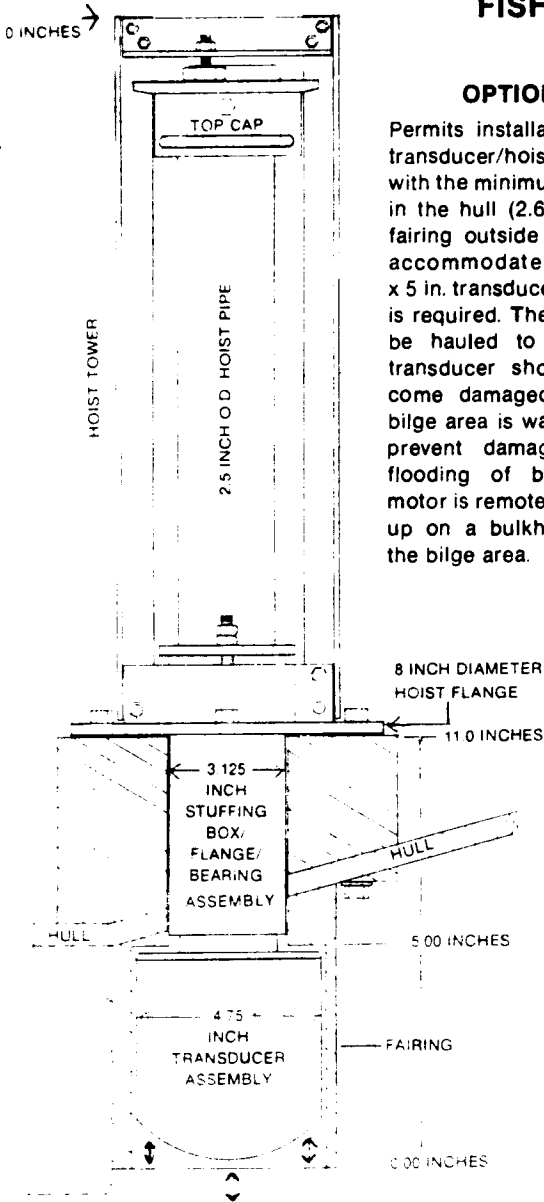 FISH
0 INCHES
OPTION
Permits installa
transducer/hois
with the minimu
in the hull (2.6
fairing outside
accommodate
x 5 in. transduce
is required. The
be hauled to
transducer sho
come damaged
bilge area is wa
prevent damag
flooding of b
motor is remote
up on a bulkh
the bilge area.
TOP CAP
HOIST TOWER
2.5 INCH O D HOIST PIPE
8 INCH DIAMETER
HOIST FLANGE
11.0 INCHES
3.125
INCH
STUFFING
BOX/
FLANGE/
BEARING
ASSEMBLY
HULL
HULL
5.00 INCHES
4.75
INCH
TRANSDUCER
ASSEMBLY
FAIRING
0.00 INCHES